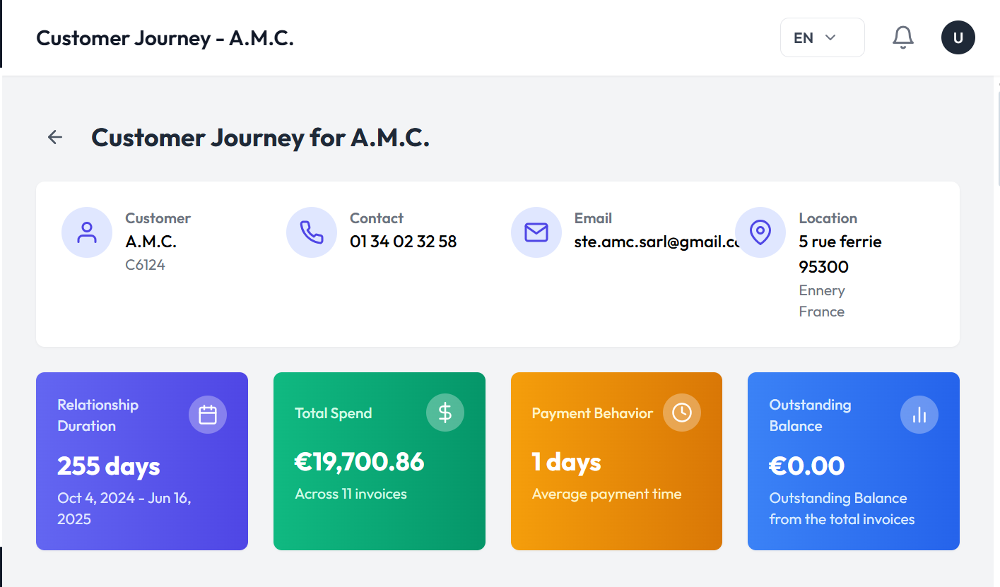 Customer Journey - A.M.C.
EN
U
Customer Journey for A.M.C.
Customer
A.M.C.
C6124
Contact
01 34 02 32 58
Email
ste.amc.sarl@gmail.c
Location
5 rue ferrie
95300
Ennery
France
Relationship
Duration
255 days
Oct 4, 2024 - Jun 16,
2025
Total Spend
$
€19,700.86
Across 11 invoices
Payment Behavior
1 days
Average payment time
Outstanding
Balance
€0.00
Outstanding Balance
from the total invoices